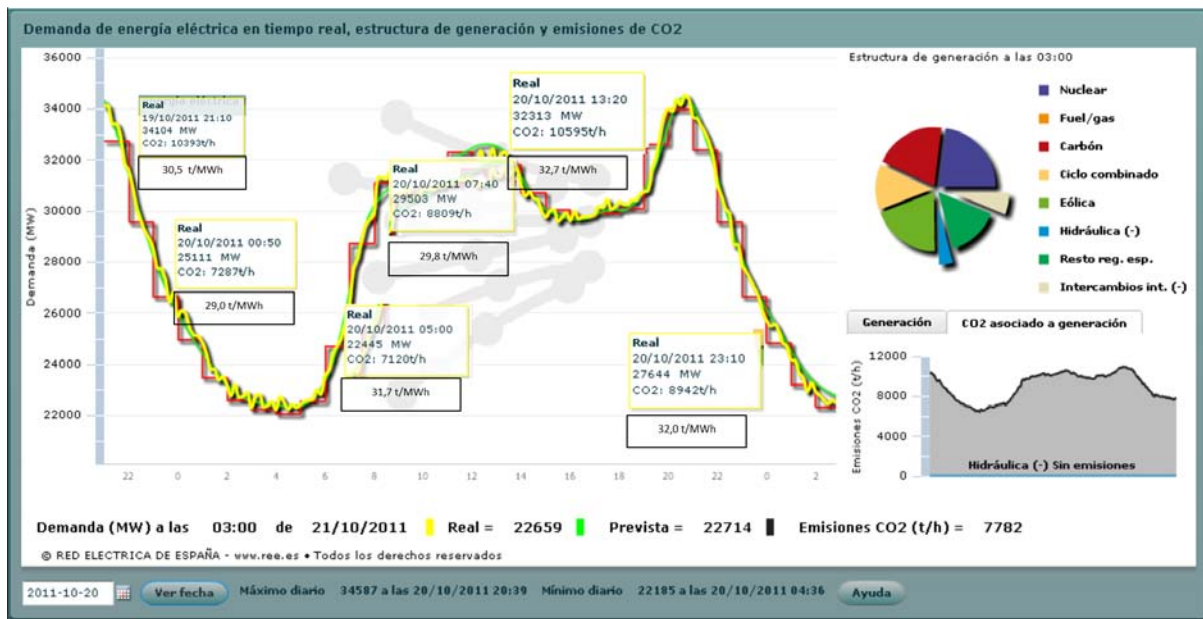 Demanda de energía eléctrica en tiempo real, estructura de generación y emisiones de CO2
36000
34000
32000
30000
28000
26000
24000
22000
Demanda (MW)
Real
19/10/2011 21:10
34104 MW
CO2: 10393t/h
30,5 t/MWh
Real
20/10/2011 00:50
25111 MW
CO2: 7287t/h
29,0 t/MWh
Real
20/10/2011 07:40
29503 MW
CO2: 8809t/h
29,8 t/MWh
Real
20/10/2011 05:00
22445 MW
CO2: 7120t/h
31,7 t/MWh
Real
20/10/2011 13:20
32313 MW
CO2: 10595t/h
32,7 t/MWh
Real
20/10/2011 23:10
27644 MW
CO2: 8942t/h
32,0 t/MWh
22 0 2 4 6 8 10 12 14 16 18 20 22 0 2
Estructura de generación a las 03:00
Nuclear
Fuel/gas
Carbón
Ciclo combinado
Eólica
Hidráulica (-)
Resto reg. esp.
Intercambios int. (-)
Generación
CO2 asociado a generación
Emisiones CO2 (t/h)
12000
8000
4000
0
Hidráulica (-) Sin emisiones
Demanda (MW) a las 03:00 de 21/10/2011 Real = 22659 Prevista = 22714 Emisiones CO2 (t/h) = 7782
© RED ELECTRICA DE ESPAÑA - www.ree.es • Todos los derechos reservados
2011-10-20 Ver fecha Máximo diario 34587 a las 20/10/2011 20:39 Mínimo diario 22185 a las 20/10/2011 04:36 Ayuda